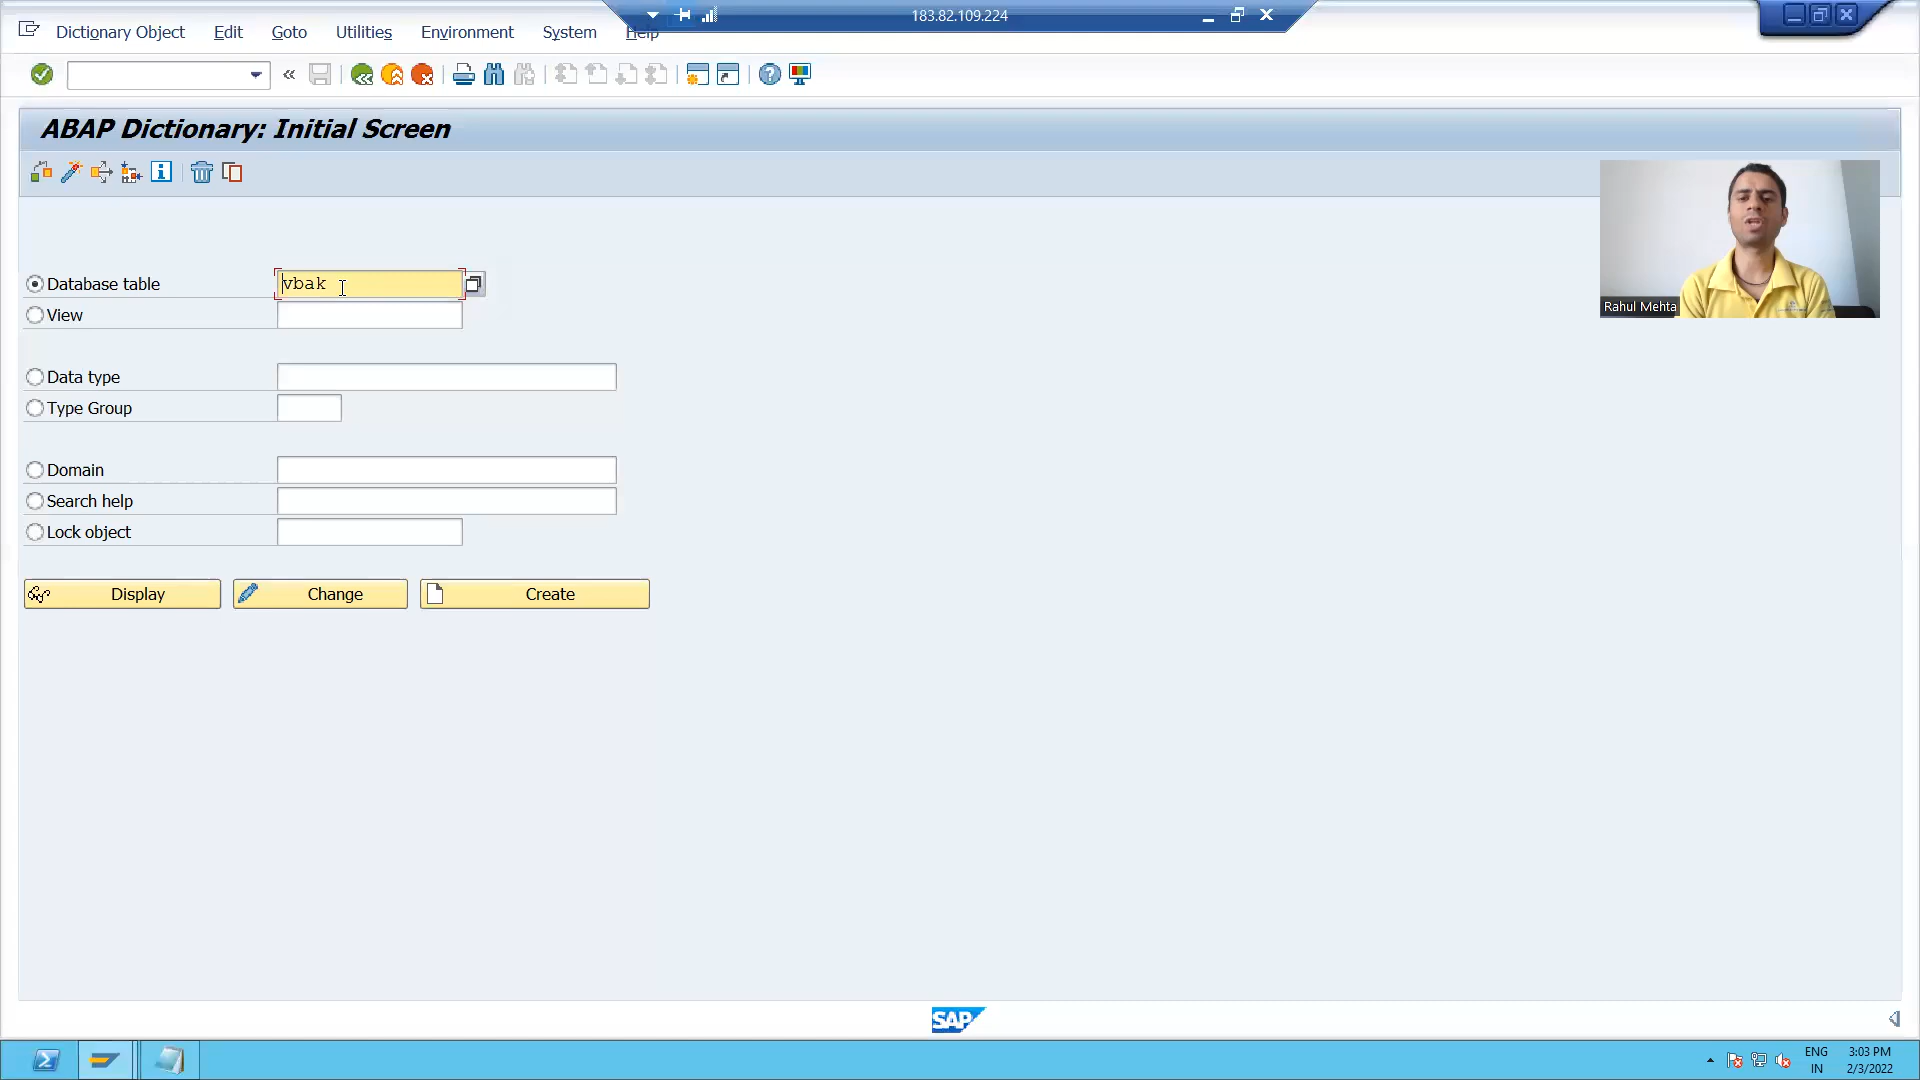 183.82.109.224
Dictionary Object Edit Goto Utilities Environment System Help
ABAP Dictionary: Initial Screen
Database table vbak
View
Data type
Type Group
Domain
Search help
Lock object
Display Change Create
Rahul Mehta
SAP
ENG 3:03 PM
IN 2/3/2022